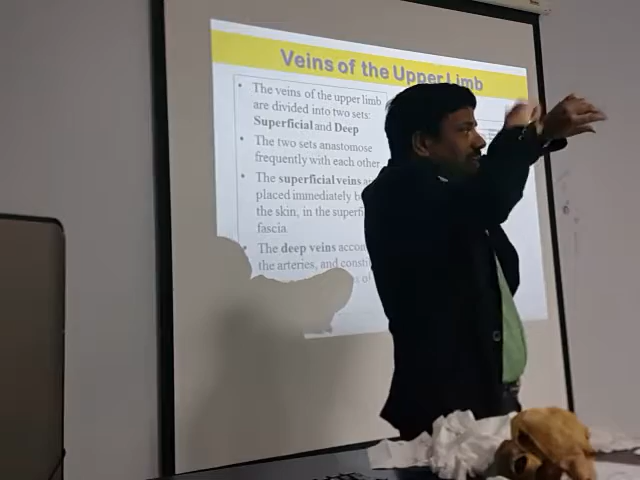 Veins of the Upper Limb
• The veins of the upper limb
are divided into two sets:
Superficial and Deep
• The two sets anastomose
frequently with each other
• The superficial veins
placed immediately
the skin, in the
fascia
• The deep veins
the arteries, and
of